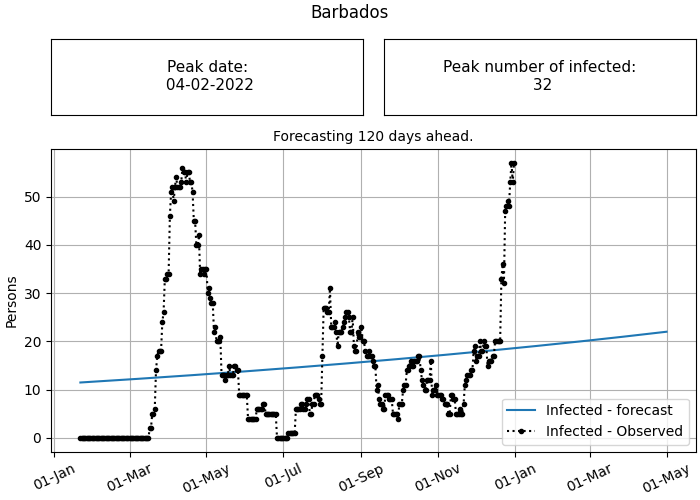 Barbados
Peak date:
04-02-2022
Peak number of infected:
32
Forecasting 120 days ahead.
Persons
50
40
30
20
10
0
Infected - forecast
Infected - Observed
01-Jan
01-Mar
01-May
01-Jul
01-Sep
01-Nov
01-Jan
01-Mar
01-May